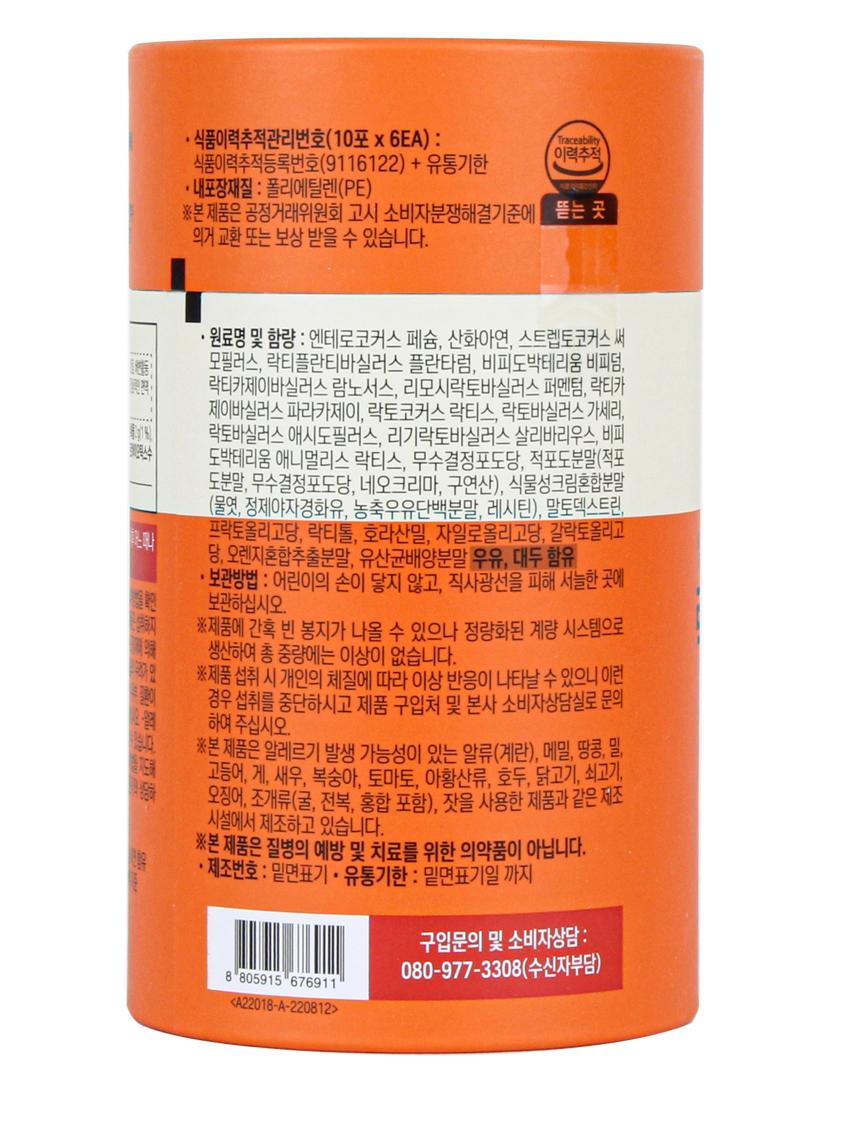 · 식품이력추적관리번호(10포 x 6EA) :
식품이력추적등록번호(9116122) + 유통기한
· 내포장재질 : 폴리에틸렌(PE)
※본 제품은 공정거래위원회 고시 소비자분쟁해결기준에
의거 교환 또는 보상 받을 수 있습니다.
Traceability
이력추적
뜯는 곳
· 원료명 및 함량 : 엔테로코커스 페슘, 산화아연, 스트렙토코커스 써
모필러스, 락티플란티바실러스 플란타럼, 비피도박테리움 비피덤,
락티카제이바실러스 람노서스, 리모시락토바실러스 퍼멘텀, 락티카
제이바실러스 파라카제이, 락토코커스 락티스, 락토바실러스 가세리,
락토바실러스 애시도필러스, 리기락토바실러스 살리바리우스, 비피
도박테리움 애니멀리스 락티스, 무수결정포도당, 적포도분말(적포
도분말, 무수결정포도당, 네오크리마, 구연산), 식물성크림혼합분말
(물엿, 정제야자경화유, 농축우유단백분말, 레시틴), 말토덱스트린,
프락토올리고당, 락티톨, 호라산밀, 자일로올리고당, 갈락토올리고
당, 오렌지혼합추출분말, 유산균배양분말 우유, 대두 함유
· 보관방법 : 어린이의 손이 닿지 않고, 직사광선을 피해 서늘한 곳에
보관하십시오.
※제품에 간혹 빈 봉지가 나올 수 있으나 정량화된 계량 시스템으로
생산하여 총 중량에는 이상이 없습니다.
※제품 섭취 시 개인의 체질에 따라 이상 반응이 나타날 수 있으니 이런
경우 섭취를 중단하시고 제품 구입처 및 본사 소비자상담실로 문의
하여 주십시오.
※본 제품은 알레르기 발생 가능성이 있는 알류(계란), 메밀, 땅콩, 밀,
고등어, 게, 새우, 복숭아, 토마토, 아황산류, 호두, 닭고기, 쇠고기,
오징어, 조개류(굴, 전복, 홍합 포함), 잣을 사용한 제품과 같은 제조
시설에서 제조하고 있습니다.
※본 제품은 질병의 예방 및 치료를 위한 의약품이 아닙니다.
· 제조번호 : 밑면표기 · 유통기한 : 밑면표기일 까지
구입문의 및 소비자상담 :
080-977-3308(수신자부담)
8 805915 676911
<A22018-A-220812>